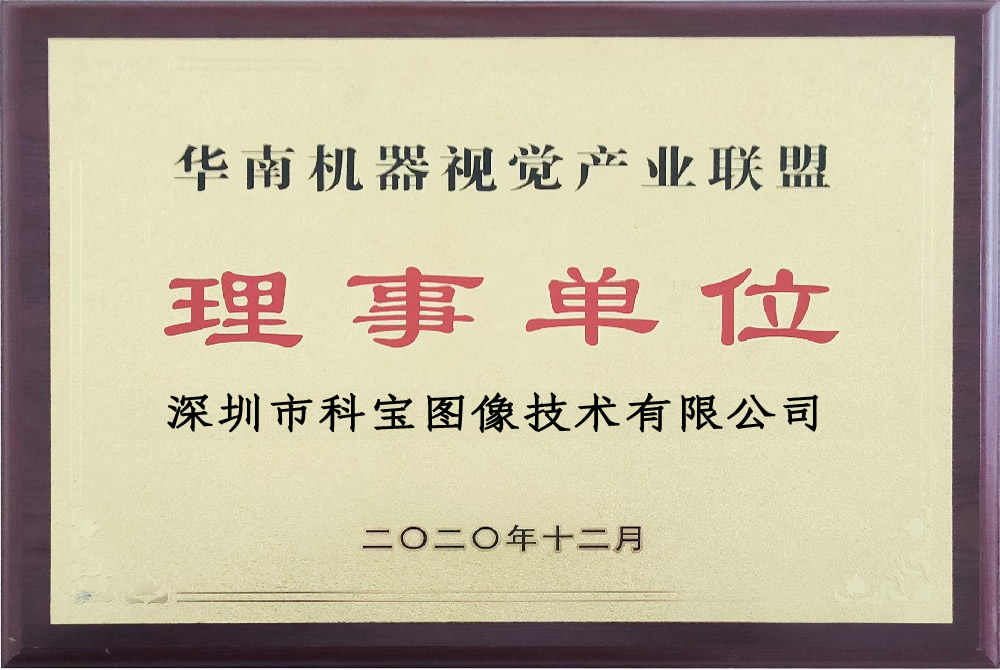 华南机器视觉产业联盟
理事单位
深圳市科宝图像技术有限公司
二〇二〇年十二月